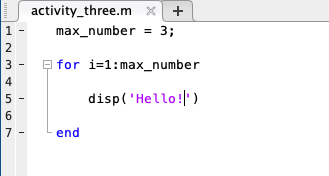 activity_three.m × +
1 - max_number = 3;
2
3 - for i=1:max_number
4
5 - disp('Hello!')
6
7 - end